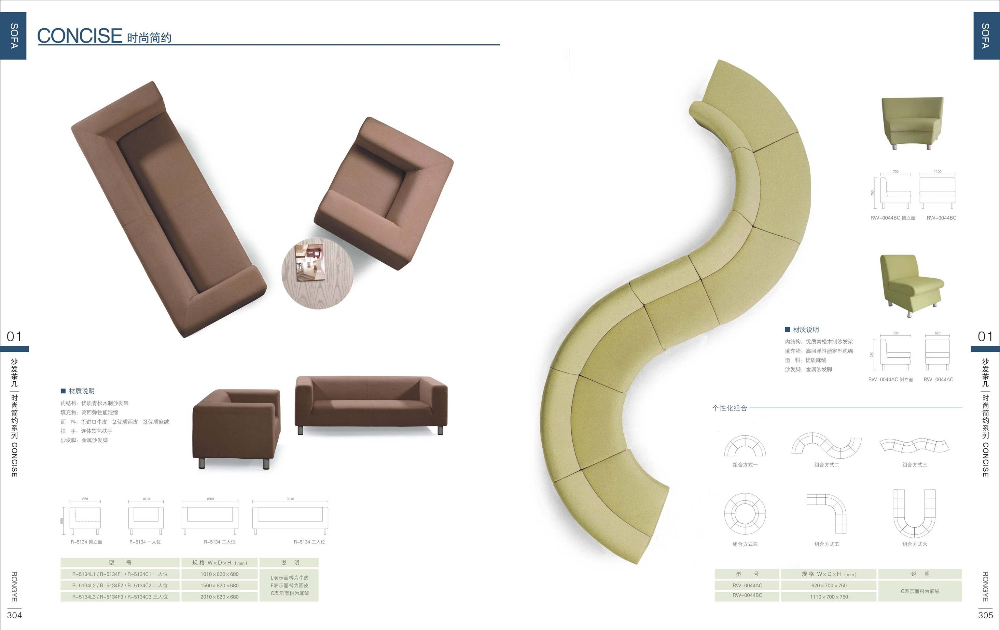 SOFA
CONCISE 时尚简约
01
沙发茶几 | 时尚简约系列 CONCISE
RONGYE
304
■ 材质说明
内结构: 优质青松木制沙发架
填充物: 高回弹性能泡绵
面 料: ①进口牛皮 ②优质西皮 ③优质麻绒
扶 手: 连体软包扶手
沙发脚: 金属沙发脚
820
680
R-5134 侧立面
1010
R-5134 一人位
1560
R-5134 二人位
2010
R-5134 三人位
型 号 规 格 W×D×H (mm) 说 明
R-5134L1 / R-5134F1 / R-5134C1 一人位 1010×820×680
R-5134L2 / R-5134F2 / R-5134C2 二人位 1560×820×680
R-5134L3 / R-5134F3 / R-5134C3 三人位 2010×820×680
L表示面料为牛皮
F表示面料为西皮
C表示面料为麻绒
SOFA
700 1100
750
RW-0044BC 侧立面 RW-0044BC
■ 材质说明
内结构: 优质青松木制沙发架
填充物: 高回弹性能定型泡绵
面 料: 优质麻绒
沙发脚: 金属沙发脚
700 620
750
RW-0044AC 侧立面 RW-0044AC
个性化组合
组合方式一 组合方式二 组合方式三
组合方式四 组合方式五 组合方式六
型 号 规 格 W×D×H (mm) 说 明
RW-0044AC 620×700×750
RW-0044BC 1110×700×750
C表示面料为麻绒
01
沙发茶几 | 时尚简约系列 CONCISE
RONGYE
305